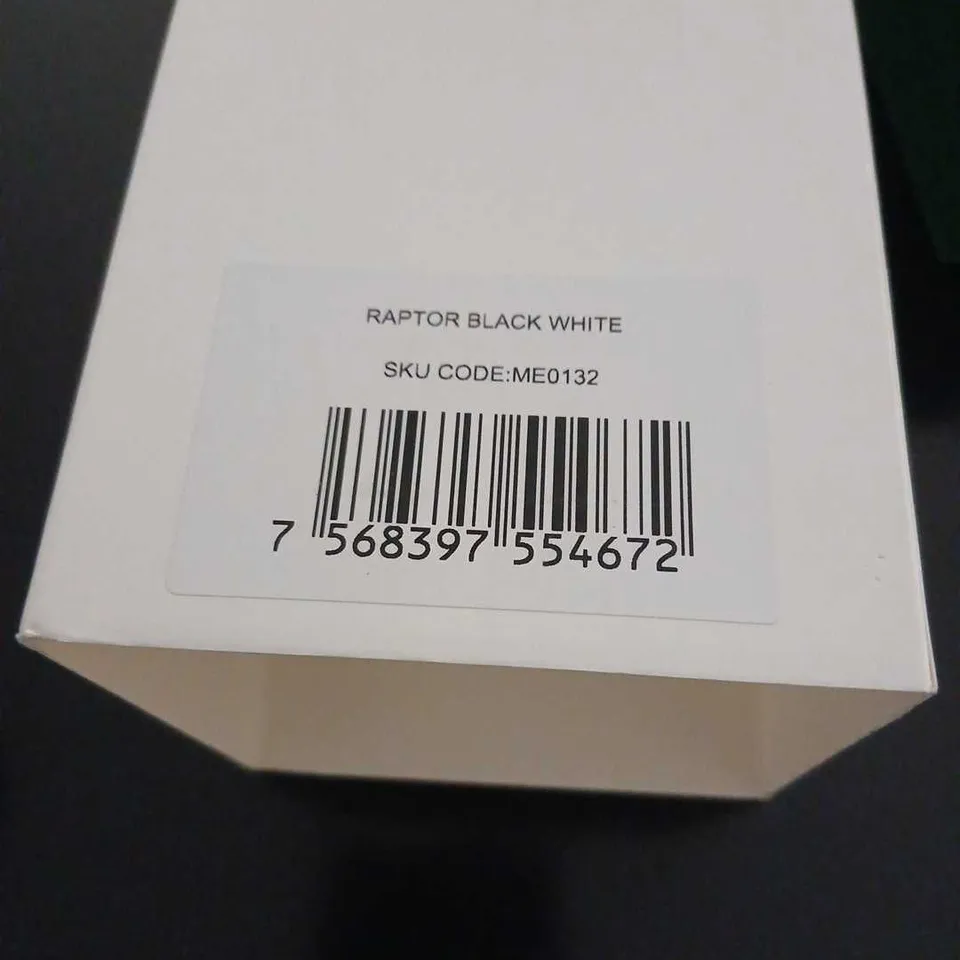 RAPTOR BLACK WHITE
SKU CODE:ME0132
7 568397 554672